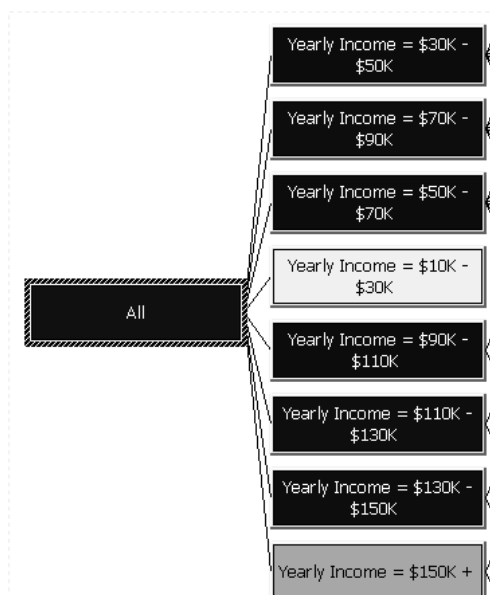 Yearly Income = $30K -
$50K
Yearly Income = $70K -
$90K
Yearly Income = $50K -
$70K
Yearly Income = $10K -
$30K
All
Yearly Income = $90K -
$110K
Yearly Income = $110K -
$130K
Yearly Income = $130K -
$150K
Yearly Income = $150K +